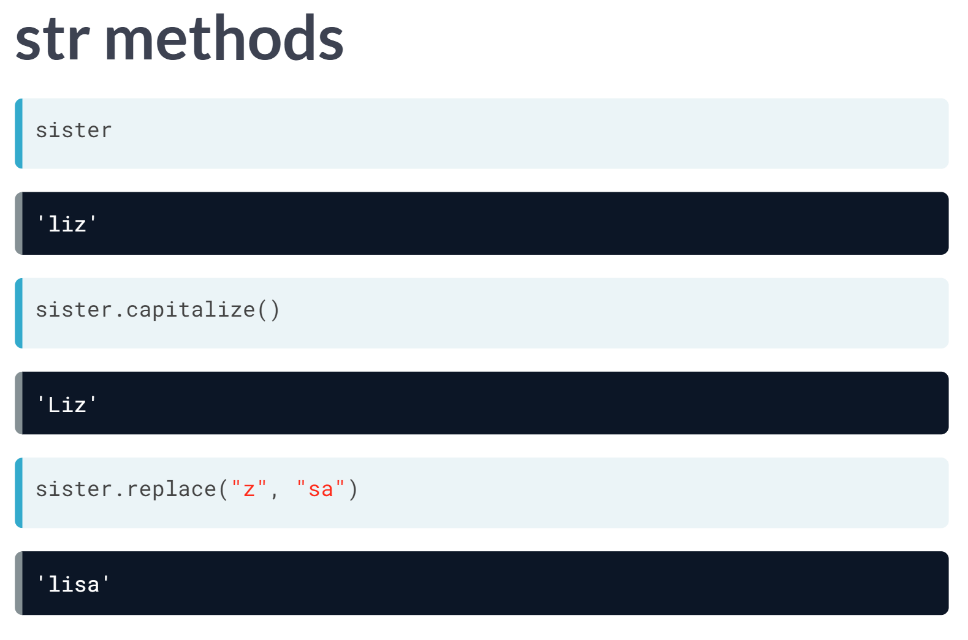 str methods
sister
'liz'
sister.capitalize()
'Liz'
sister.replace("z", "sa")
'lisa'